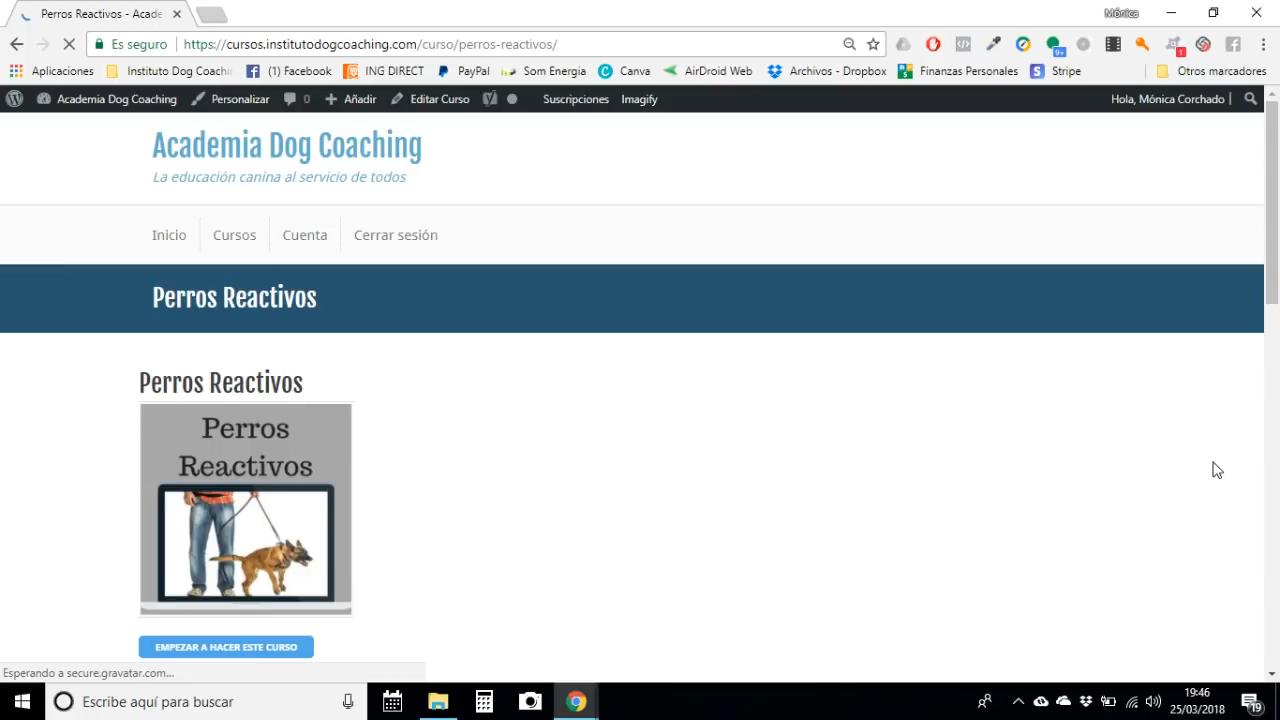 Perros Reactivos - Acade
Mónica
Es seguro
https://cursos.institutodogcoaching.com/curso/perros-reactivos/
9+
1
Aplicaciones
Instituto Dog Coachi
(1) Facebook
ING DIRECT
PayPal
Som Energia
Canva
AirDroid Web
Archivos - Dropbox
Finanzas Personales
Stripe
Otros marcadores
Academia Dog Coaching
Personalizar
0
Añadir
Editar Curso
Suscripciones
Imagify
Hola, Mónica Corchado
Academia Dog Coaching
La educación canina al servicio de todos
Inicio
Cursos
Cuenta
Cerrar sesión
Perros Reactivos
Perros Reactivos
Perros
Reactivos
EMPEZAR A HACER ESTE CURSO
Esperando a secure.gravatar.com...
Escribe aquí para buscar
19:46
25/03/2018
19